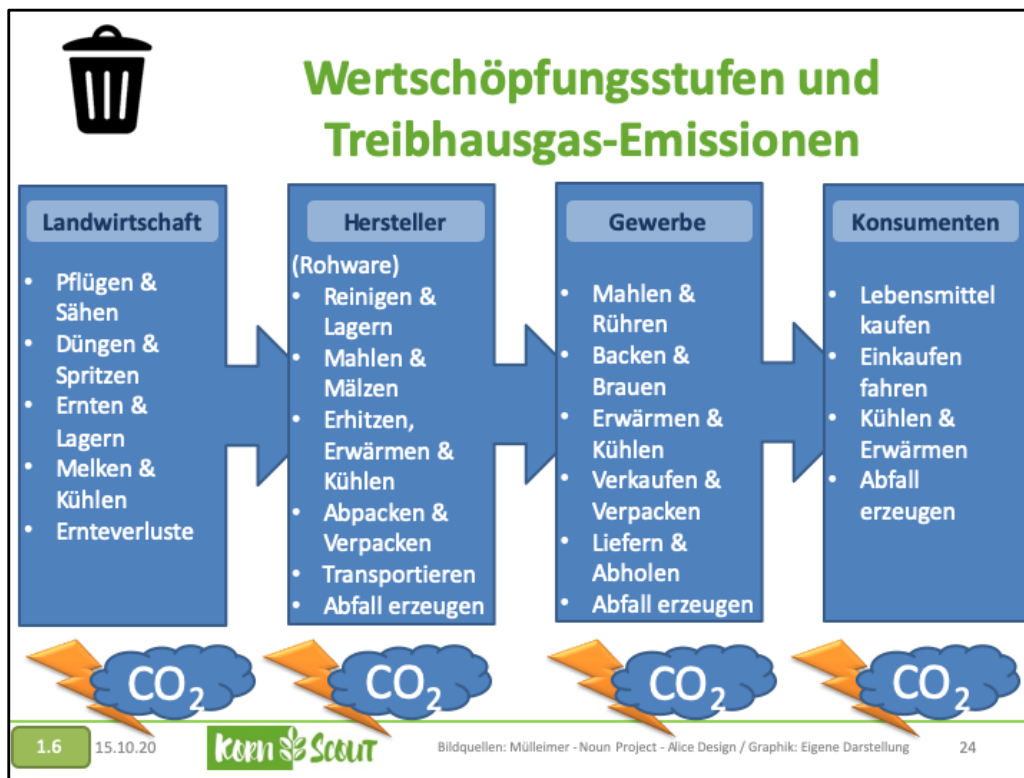 Wertschöpfungsstufen und
Treibhausgas-Emissionen
Landwirtschaft
• Pflügen &
Sähen
• Düngen &
Spritzen
• Ernten &
Lagern
• Melken &
Kühlen
• Ernteverluste
Hersteller
(Rohware)
• Reinigen &
Lagern
• Mahlen &
Mälzen
• Erhitzen,
Erwärmen &
Kühlen
• Abpacken &
Verpacken
• Transportieren
• Abfall erzeugen
Gewerbe
• Mahlen &
Rühren
• Backen &
Brauen
• Erwärmen &
Kühlen
• Verkaufen &
Verpacken
• Liefern &
Abholen
• Abfall erzeugen
Konsumenten
• Lebensmittel
kaufen
• Einkaufen
fahren
• Kühlen &
Erwärmen
• Abfall
erzeugen
CO₂
CO₂
CO₂
CO₂
1.6
15.10.20
Korn Scout
Bildquellen: Mülleimer - Noun Project - Alice Design / Graphik: Eigene Darstellung
24